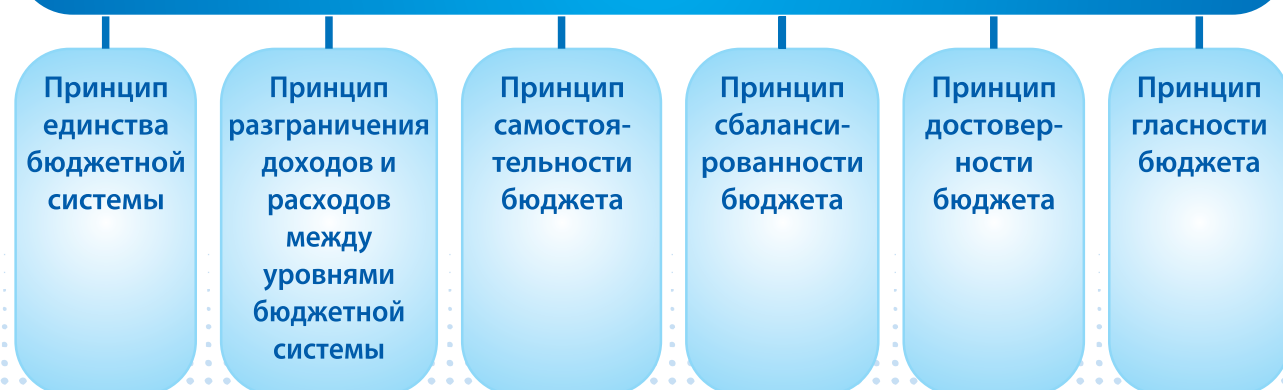 Принцип
единства
бюджетной
системы
Принцип
разграничения
доходов и
расходов
между
уровнями
бюджетной
системы
Принцип
самостоя-
тельности
бюджета
Принцип
сбаланси-
рованности
бюджета
Принцип
достовер-
ности
бюджета
Принцип
гласности
бюджета